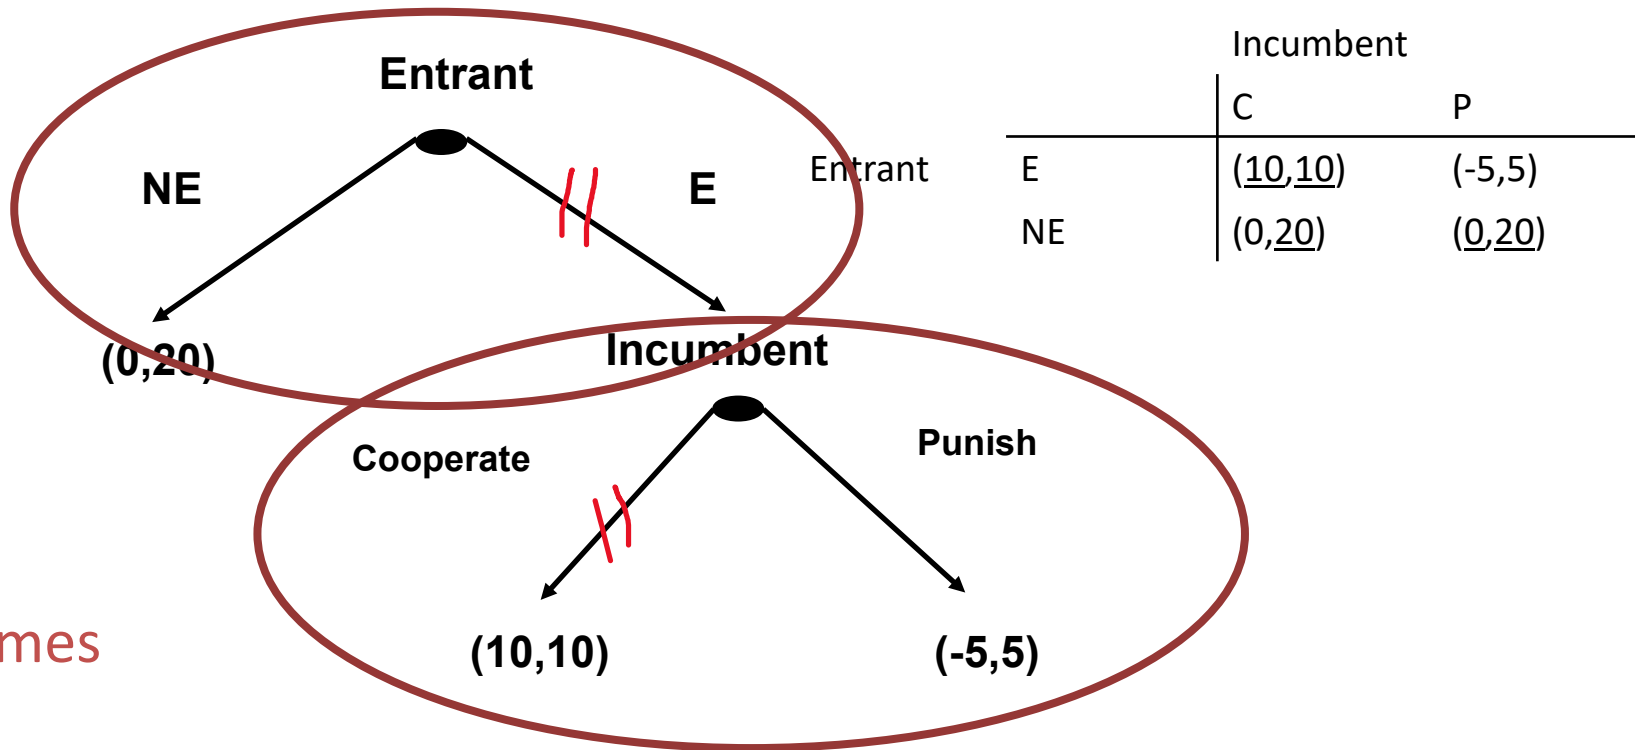 Entrant
NE
E
(0,20)
Incumbent
Cooperate
Punish
(10,10)
(-5,5)
mes
Incumbent
C P
Entrant E (10,10) (-5,5)
NE (0,20) (0,20)